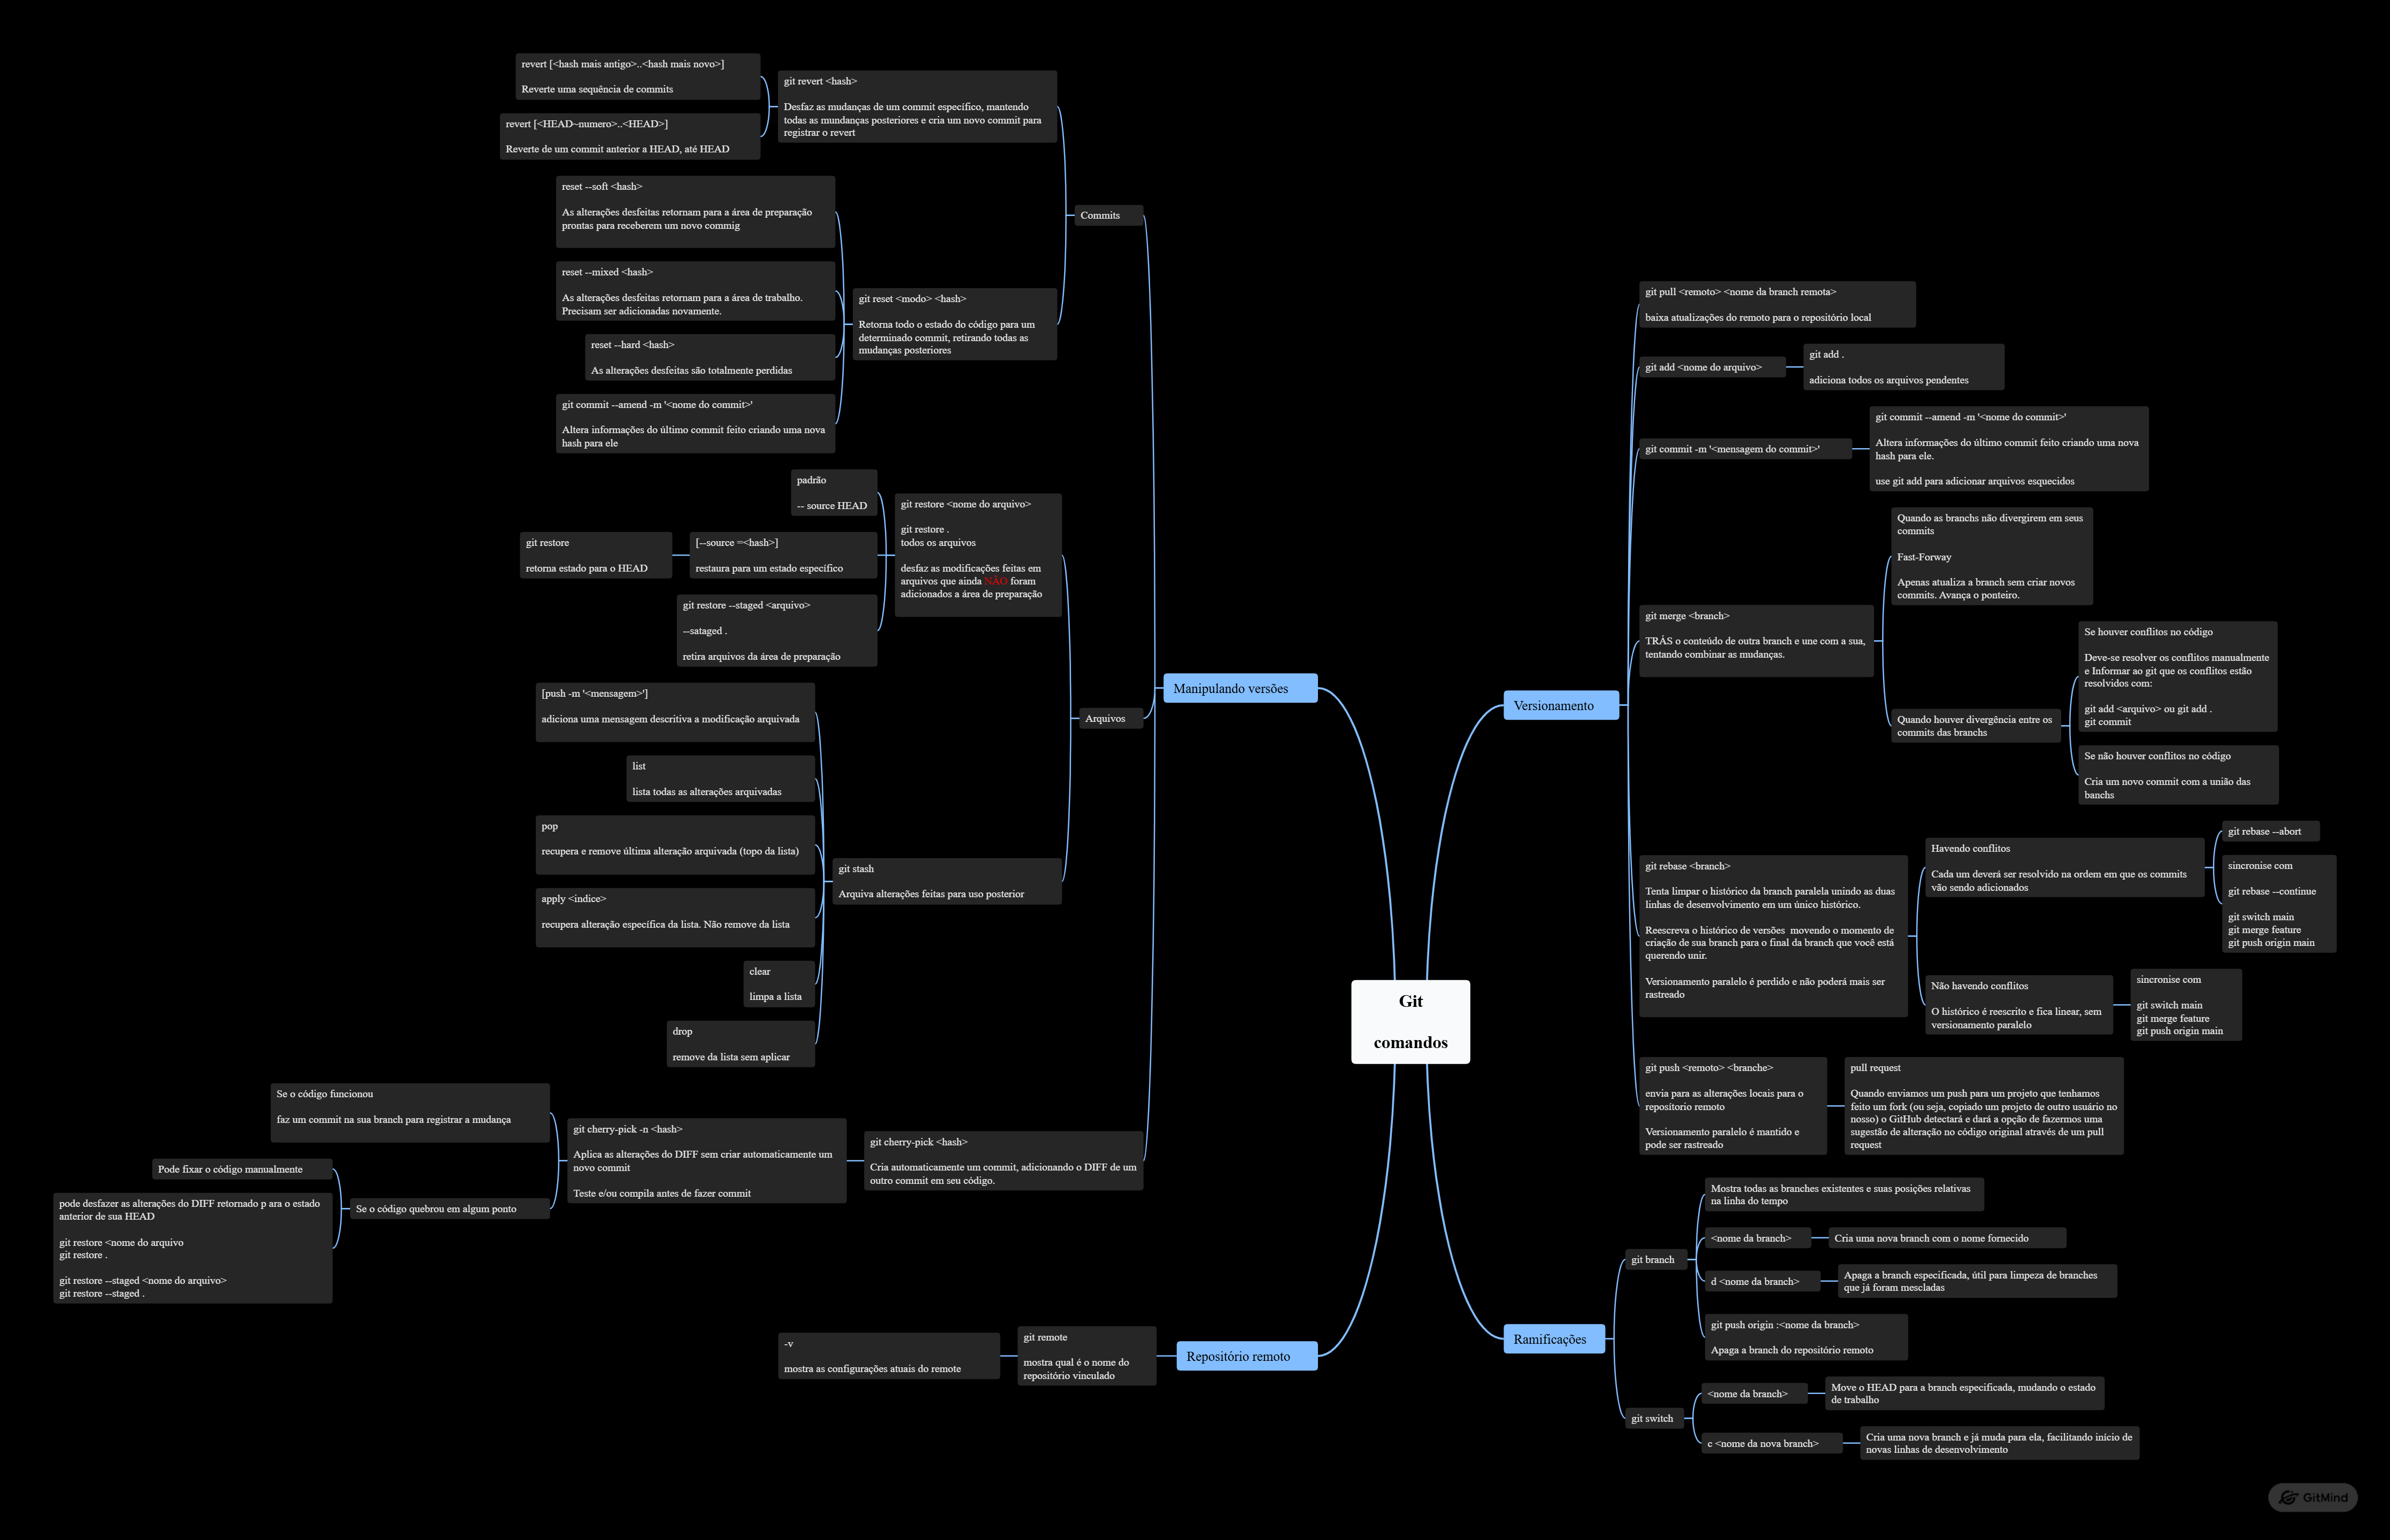 Git
comandos
Manipulando versões
Commits
git revert <hash>
Desfaz as mudanças de um commit específico, mantendo
todas as mundanças posteriores e cria um novo commit para
registrar o revert
revert [<hash mais antigo>..<hash mais novo>]
Reverte uma sequência de commits
revert [<HEAD~numero>..<HEAD>]
Reverte de um commit anterior a HEAD, até HEAD
git reset <modo> <hash>
Retorna todo o estado do código para um
determinado commit, retirando todas as
mudanças posteriores
reset --soft <hash>
As alterações desfeitas retornam para a área de preparação
prontas para receberem um novo commig
reset --mixed <hash>
As alterações desfeitas retornam para a área de trabalho.
Precisam ser adicionadas novamente.
reset --hard <hash>
As alterações desfeitas são totalmente perdidas
git commit --amend -m '<nome do commit>'
Altera informações do último commit feito criando uma nova
hash para ele
Arquivos
git restore <nome do arquivo>
git restore .
todos os arquivos
desfaz as modificações feitas em
arquivos que ainda NÃO foram
adicionados a área de preparação
padrão
-- source HEAD
[--source =<hash>]
restaura para um estado específico
git restore
retorna estado para o HEAD
git restore --staged <arquivo>
--sataged .
retira arquivos da área de preparação
git stash
Arquiva alterações feitas para uso posterior
[push -m '<mensagem>']
adiciona uma mensagem descritiva a modificação arquivada
list
lista todas as alterações arquivadas
pop
recupera e remove última alteração arquivada (topo da lista)
apply <índice>
recupera alteração específica da lista. Não remove da lista
clear
limpa a lista
drop
remove da lista sem aplicar
git cherry-pick <hash>
Cria automaticamente um commit, adicionando o DIFF de um
outro commit em seu código.
git cherry-pick -n <hash>
Aplica as alterações do DIFF sem criar automaticamente um
novo commit
Teste e/ou compila antes de fazer commit
Se o código funcionou
faz um commit na sua branch para registrar a mudança
Se o código quebrou em algum ponto
Pode fixar o código manualmente
pode desfazer as alterações do DIFF retornado p ara o estado
anterior de sua HEAD
git restore <nome do arquivo
git restore .
git restore --staged <nome do arquivo>
git restore --staged .
Repositório remoto
git remote
mostra qual é o nome do
repositório vinculado
-v
mostra as configurações atuais do remote
Versionamento
git pull <remoto> <nome da branch remota>
baixa atualizações do remoto para o repositório local
git add <nome do arquivo>
git add .
adiciona todos os arquivos pendentes
git commit -m '<mensagem do commit>'
git commit --amend -m '<nome do commit>'
Altera informações do último commit feito criando uma nova
hash para ele.
use git add para adicionar arquivos esquecidos
git merge <branch>
TRÁS o conteúdo de outra branch e une com a sua,
tentando combinar as mudanças.
Quando as branchs não divergirem em seus
commits
Fast-Forway
Apenas atualiza a branch sem criar novos
commits. Avança o ponteiro.
Quando houver divergência entre os
commits das branchs
Se houver conflitos no código
Deve-se resolver os conflitos manualmente
e Informar ao git que os conflitos estão
resolvidos com:
git add <arquivo> ou git add .
git commit
Se não houver conflitos no código
Cria um novo commit com a união das
banchs
git rebase <branch>
Tenta limpar o histórico da branch paralela unindo as duas
linhas de desenvolvimento em um único histórico.
Reescreva o histórico de versões movendo o momento de
criação de sua branch para o final da branch que você está
querendo unir.
Versionamento paralelo é perdido e não poderá mais ser
rastreado
Havendo conflitos
Cada um deverá ser resolvido na ordem em que os commits
vão sendo adicionados
git rebase --abort
sincronise com
git rebase --continue
git switch main
git merge feature
git push origin main
Não havendo conflitos
O histórico é reescrito e fica linear, sem
versionamento paralelo
sincronise com
git switch main
git merge feature
git push origin main
git push <remoto> <branche>
envia para as alterações locais para o
reposítorio remoto
Versionamento paralelo é mantido e
pode ser rastreado
pull request
Quando enviamos um push para um projeto que tenhamos
feito um fork (ou seja, copiado um projeto de outro usuário no
nosso) o GitHub detectará e dará a opção de fazermos uma
sugestão de alteração no código original através de um pull
request
Ramificações
git branch
Mostra todas as branches existentes e suas posições relativas
na linha do tempo
<nome da branch>
Cria uma nova branch com o nome fornecido
d <nome da branch>
Apaga a branch especificada, útil para limpeza de branches
que já foram mescladas
git push origin :<nome da branch>
Apaga a branch do repositório remoto
git switch
<nome da branch>
Move o HEAD para a branch especificada, mudando o estado
de trabalho
c <nome da nova branch>
Cria uma nova branch e já muda para ela, facilitando início de
novas linhas de desenvolvimento
GitMind